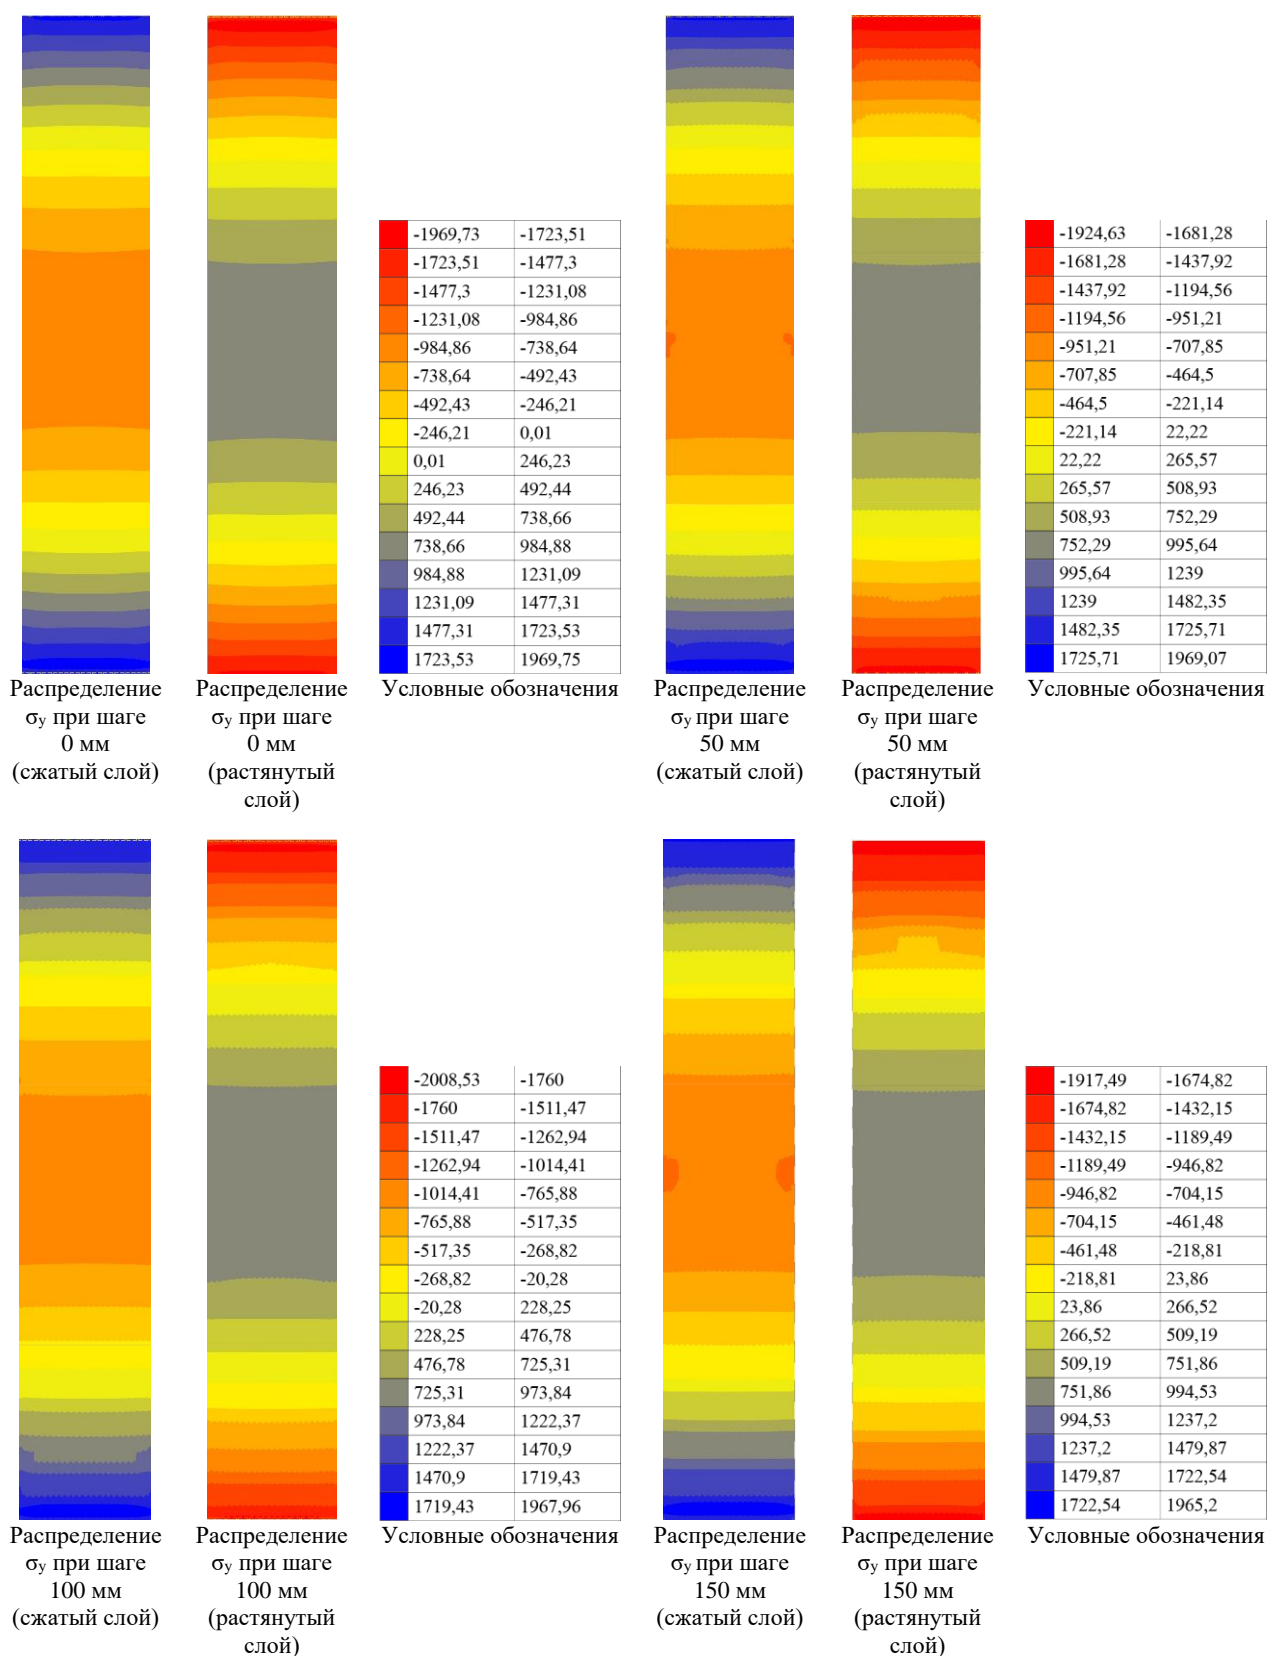 -1969,73 -1723,51
-1723,51 -1477,3
-1477,3 -1231,08
-1231,08 -984,86
-984,86 -738,64
-738,64 -492,43
-492,43 -246,21
-246,21 0,01
0,01 246,23
246,23 492,44
492,44 738,66
738,66 984,88
984,88 1231,09
1231,09 1477,31
1477,31 1723,53
1723,53 1969,75
-1924,63 -1681,28
-1681,28 -1437,92
-1437,92 -1194,56
-1194,56 -951,21
-951,21 -707,85
-707,85 -464,5
-464,5 -221,14
-221,14 22,22
22,22 265,57
265,57 508,93
508,93 752,29
752,29 995,64
995,64 1239
1239 1482,35
1482,35 1725,71
1725,71 1969,07
Распределение
σy при шаге
0 мм
(сжатый слой)
Распределение
σy при шаге
0 мм
(растянутый
слой)
Условные обозначения
Распределение
σy при шаге
50 мм
(сжатый слой)
Распределение
σy при шаге
50 мм
(растянутый
слой)
Условные обозначения
-2008,53 -1760
-1760 -1511,47
-1511,47 -1262,94
-1262,94 -1014,41
-1014,41 -765,88
-765,88 -517,35
-517,35 -268,82
-268,82 -20,28
-20,28 228,25
228,25 476,78
476,78 725,31
725,31 973,84
973,84 1222,37
1222,37 1470,9
1470,9 1719,43
1719,43 1967,96
-1917,49 -1674,82
-1674,82 -1432,15
-1432,15 -1189,49
-1189,49 -946,82
-946,82 -704,15
-704,15 -461,48
-461,48 -218,81
-218,81 23,86
23,86 266,52
266,52 509,19
509,19 751,86
751,86 994,53
994,53 1237,2
1237,2 1479,87
1479,87 1722,54
1722,54 1965,2
Распределение
σy при шаге
100 мм
(сжатый слой)
Распределение
σy при шаге
100 мм
(растянутый
слой)
Условные обозначения
Распределение
σy при шаге
150 мм
(сжатый слой)
Распределение
σy при шаге
150 мм
(растянутый
слой)
Условные обозначения